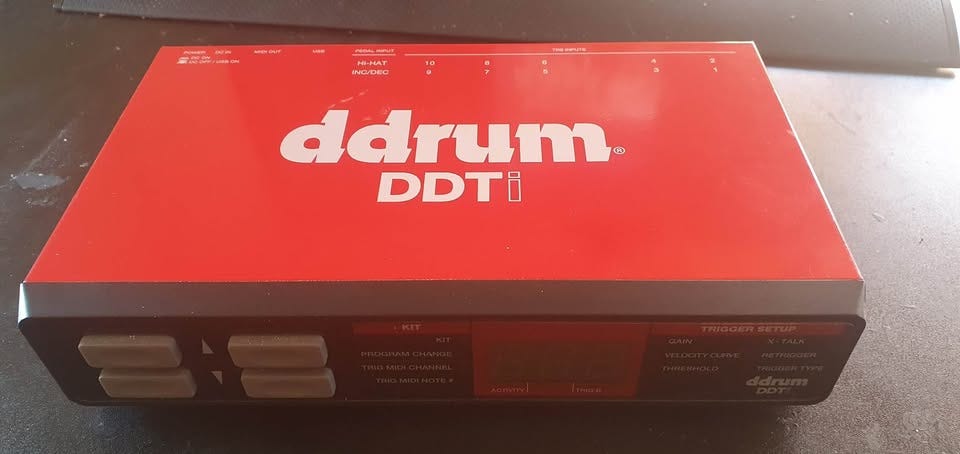 POWER DC IN MIDI OUT USB PEDAL INPUT TRIG INPUTS
DC ON
DC OFF / USB ON
HI-HAT 10 8 6 4 2
INC/DEC 9 7 5 3 1
ddrum®
DDTi
KIT
KIT
PROGRAM CHANGE
TRIG MIDI CHANNEL
TRIG MIDI NOTE #
ACTIVITY TRIG #
TRIGGER SETUP
GAIN X-TALK
VELOCITY CURVE RETRIGGER
THRESHOLD TRIGGER TYPE
ddrum
DDTi